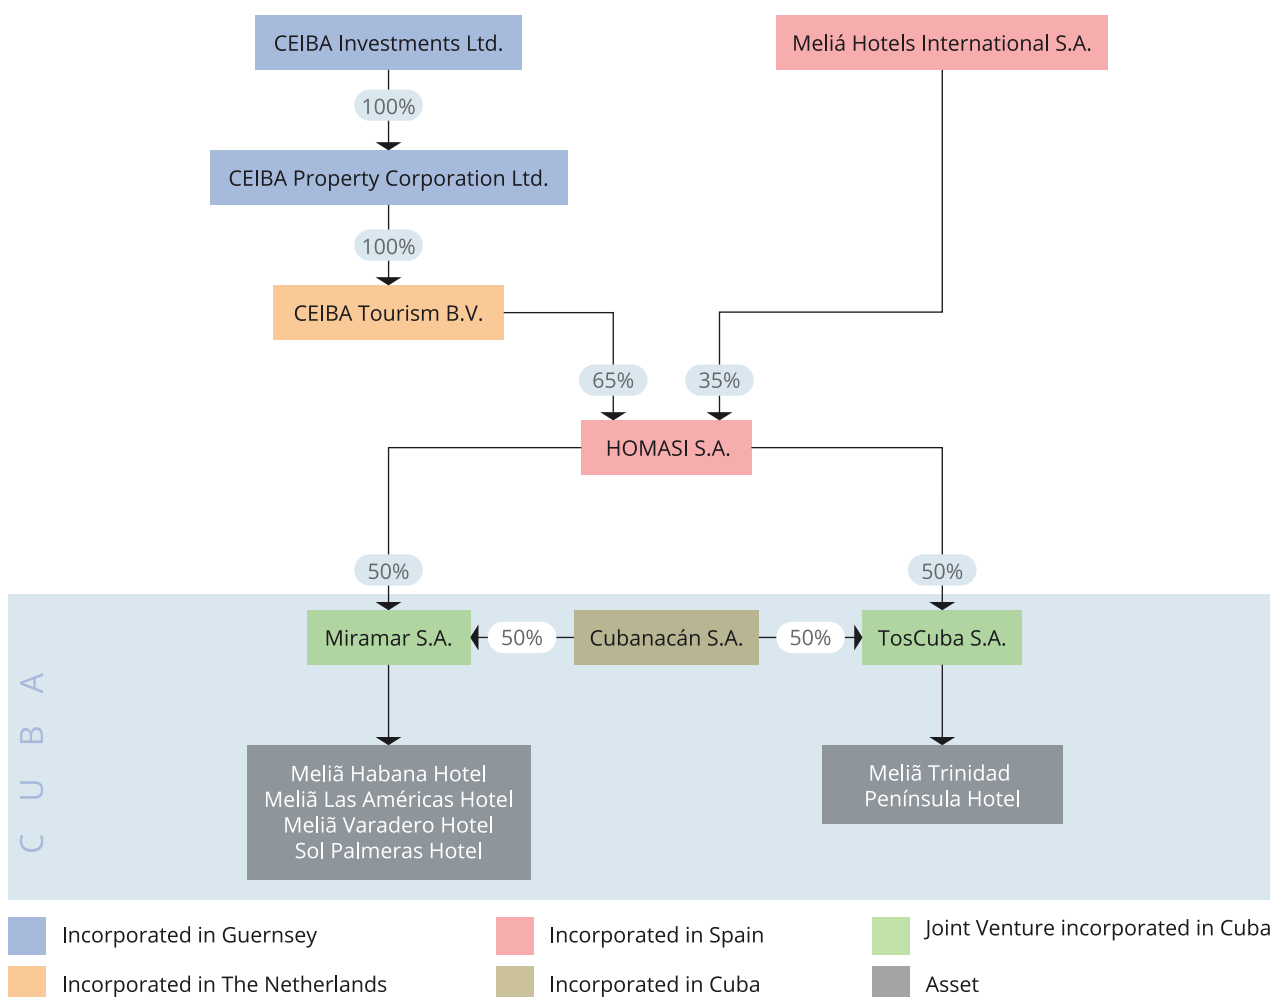 CEIBA Investments Ltd.
Meliá Hotels International S.A.
100%
CEIBA Property Corporation Ltd.
100%
CEIBA Tourism B.V.
65%
35%
HOMASI S.A.
50%
50%
Miramar S.A.
50%
Cubanacán S.A.
50%
TosCuba S.A.
CUBA
Meliã Habana Hotel
Meliã Las Américas Hotel
Meliã Varadero Hotel
Sol Palmeras Hotel
Meliã Trinidad
Península Hotel
Incorporated in Guernsey
Incorporated in Spain
Joint Venture incorporated in Cuba
Incorporated in The Netherlands
Incorporated in Cuba
Asset